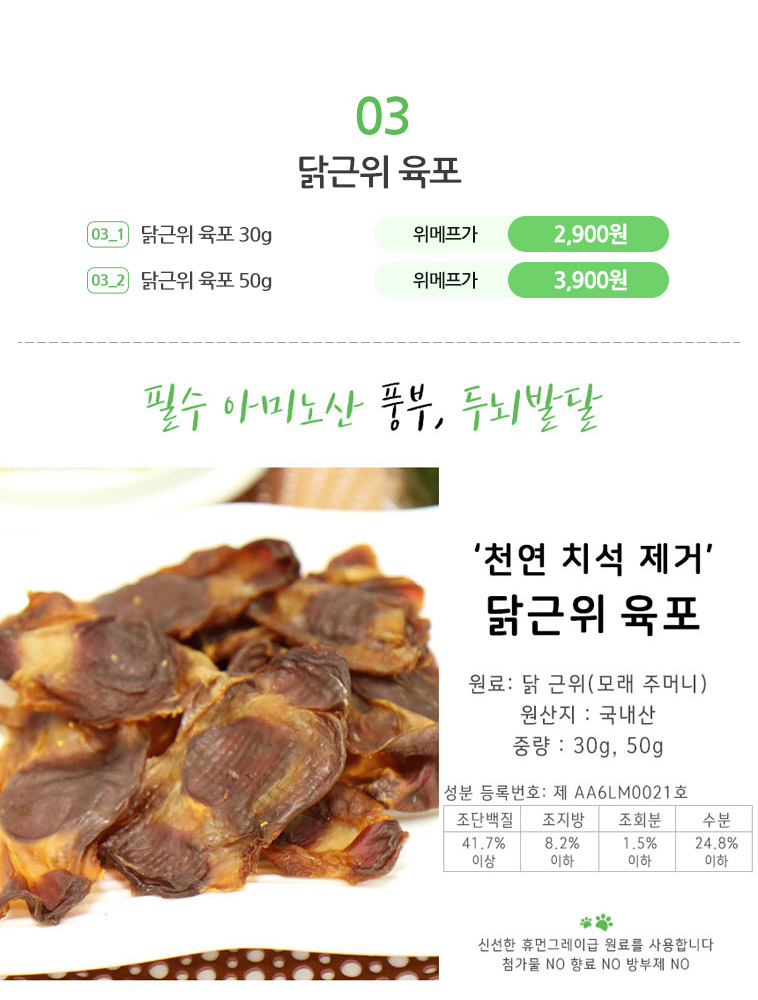 03
닭근위 육포
03_1 닭근위 육포 30g 위메프가 2,900원
03_2 닭근위 육포 50g 위메프가 3,900원
필수 아미노산 풍부, 두뇌발달
‘천연 치석 제거’
닭근위 육포
원료: 닭 근위(모래 주머니)
원산지 : 국내산
중량 : 30g, 50g
성분 등록번호: 제 AA6LM0021호
조단백질 조지방 조회분 수분
41.7% 8.2% 1.5% 24.8%
이상 이하 이하 이하
신선한 휴먼그레이급 원료를 사용합니다
첨가물 NO 향료 NO 방부제 NO